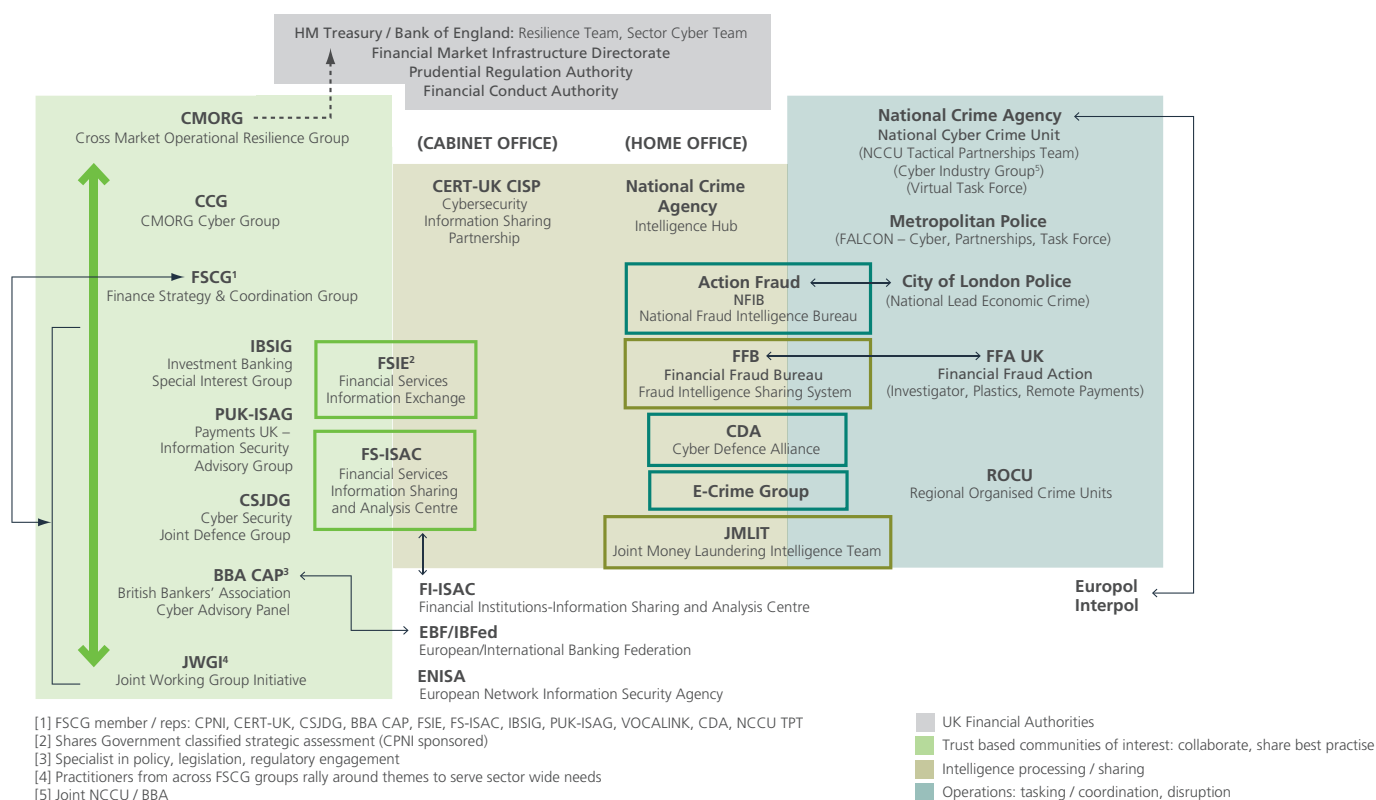 HM Treasury / Bank of England: Resilience Team, Sector Cyber Team
Financial Market Infrastructure Directorate
Prudential Regulation Authority
Financial Conduct Authority
CMORG
Cross Market Operational Resilience Group
CCG
CMORG Cyber Group
FSCG¹
Finance Strategy & Coordination Group
IBSIG
Investment Banking
Special Interest Group
PUK-ISAG
Payments UK –
Information Security
Advisory Group
CSJDG
Cyber Security
Joint Defence Group
BBA CAP³
British Bankers' Association
Cyber Advisory Panel
JWGI⁴
Joint Working Group Initiative
FSIE²
Financial Services
Information Exchange
FS-ISAC
Financial Services
Information Sharing
and Analysis Centre
(CABINET OFFICE)
CERT-UK CISP
Cybersecurity
Information Sharing
Partnership
FI-ISAC
Financial Institutions-Information Sharing and Analysis Centre
EBF/IBFed
European/International Banking Federation
ENISA
European Network Information Security Agency
(HOME OFFICE)
National Crime
Agency
Intelligence Hub
Action Fraud
NFIB
National Fraud Intelligence Bureau
FFB
Financial Fraud Bureau
Fraud Intelligence Sharing System
CDA
Cyber Defence Alliance
E-Crime Group
JMLIT
Joint Money Laundering Intelligence Team
National Crime Agency
National Cyber Crime Unit
(NCCU Tactical Partnerships Team)
(Cyber Industry Group⁵)
(Virtual Task Force)
Metropolitan Police
(FALCON – Cyber, Partnerships, Task Force)
City of London Police
(National Lead Economic Crime)
FFA UK
Financial Fraud Action
(Investigator, Plastics, Remote Payments)
ROCU
Regional Organised Crime Units
Europol
Interpol
[1] FSCG member / reps: CPNI, CERT-UK, CSJDG, BBA CAP, FSIE, FS-ISAC, IBSIG, PUK-ISAG, VOCALINK, CDA, NCCU TPT
[2] Shares Government classified strategic assessment (CPNI sponsored)
[3] Specialist in policy, legislation, regulatory engagement
[4] Practitioners from across FSCG groups rally around themes to serve sector wide needs
[5] Joint NCCU / BBA
UK Financial Authorities
Trust based communities of interest: collaborate, share best practise
Intelligence processing / sharing
Operations: tasking / coordination, disruption